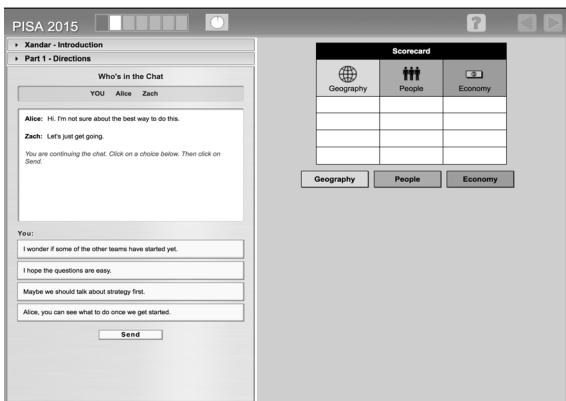 PISA 2015
?
Xandar - Introduction
Part 1 - Directions
Who's in the Chat
YOU Alice Zach
Alice: Hi. I'm not sure about the best way to do this.
Zach: Let's just get going.
You are continuing the chat. Click on a choice below. Then click on
Send.
You:
I wonder if some of the other teams have started yet.
I hope the questions are easy.
Maybe we should talk about strategy first.
Alice, you can see what to do once we get started.
Send
Scorecard
Geography People Economy
Geography People Economy